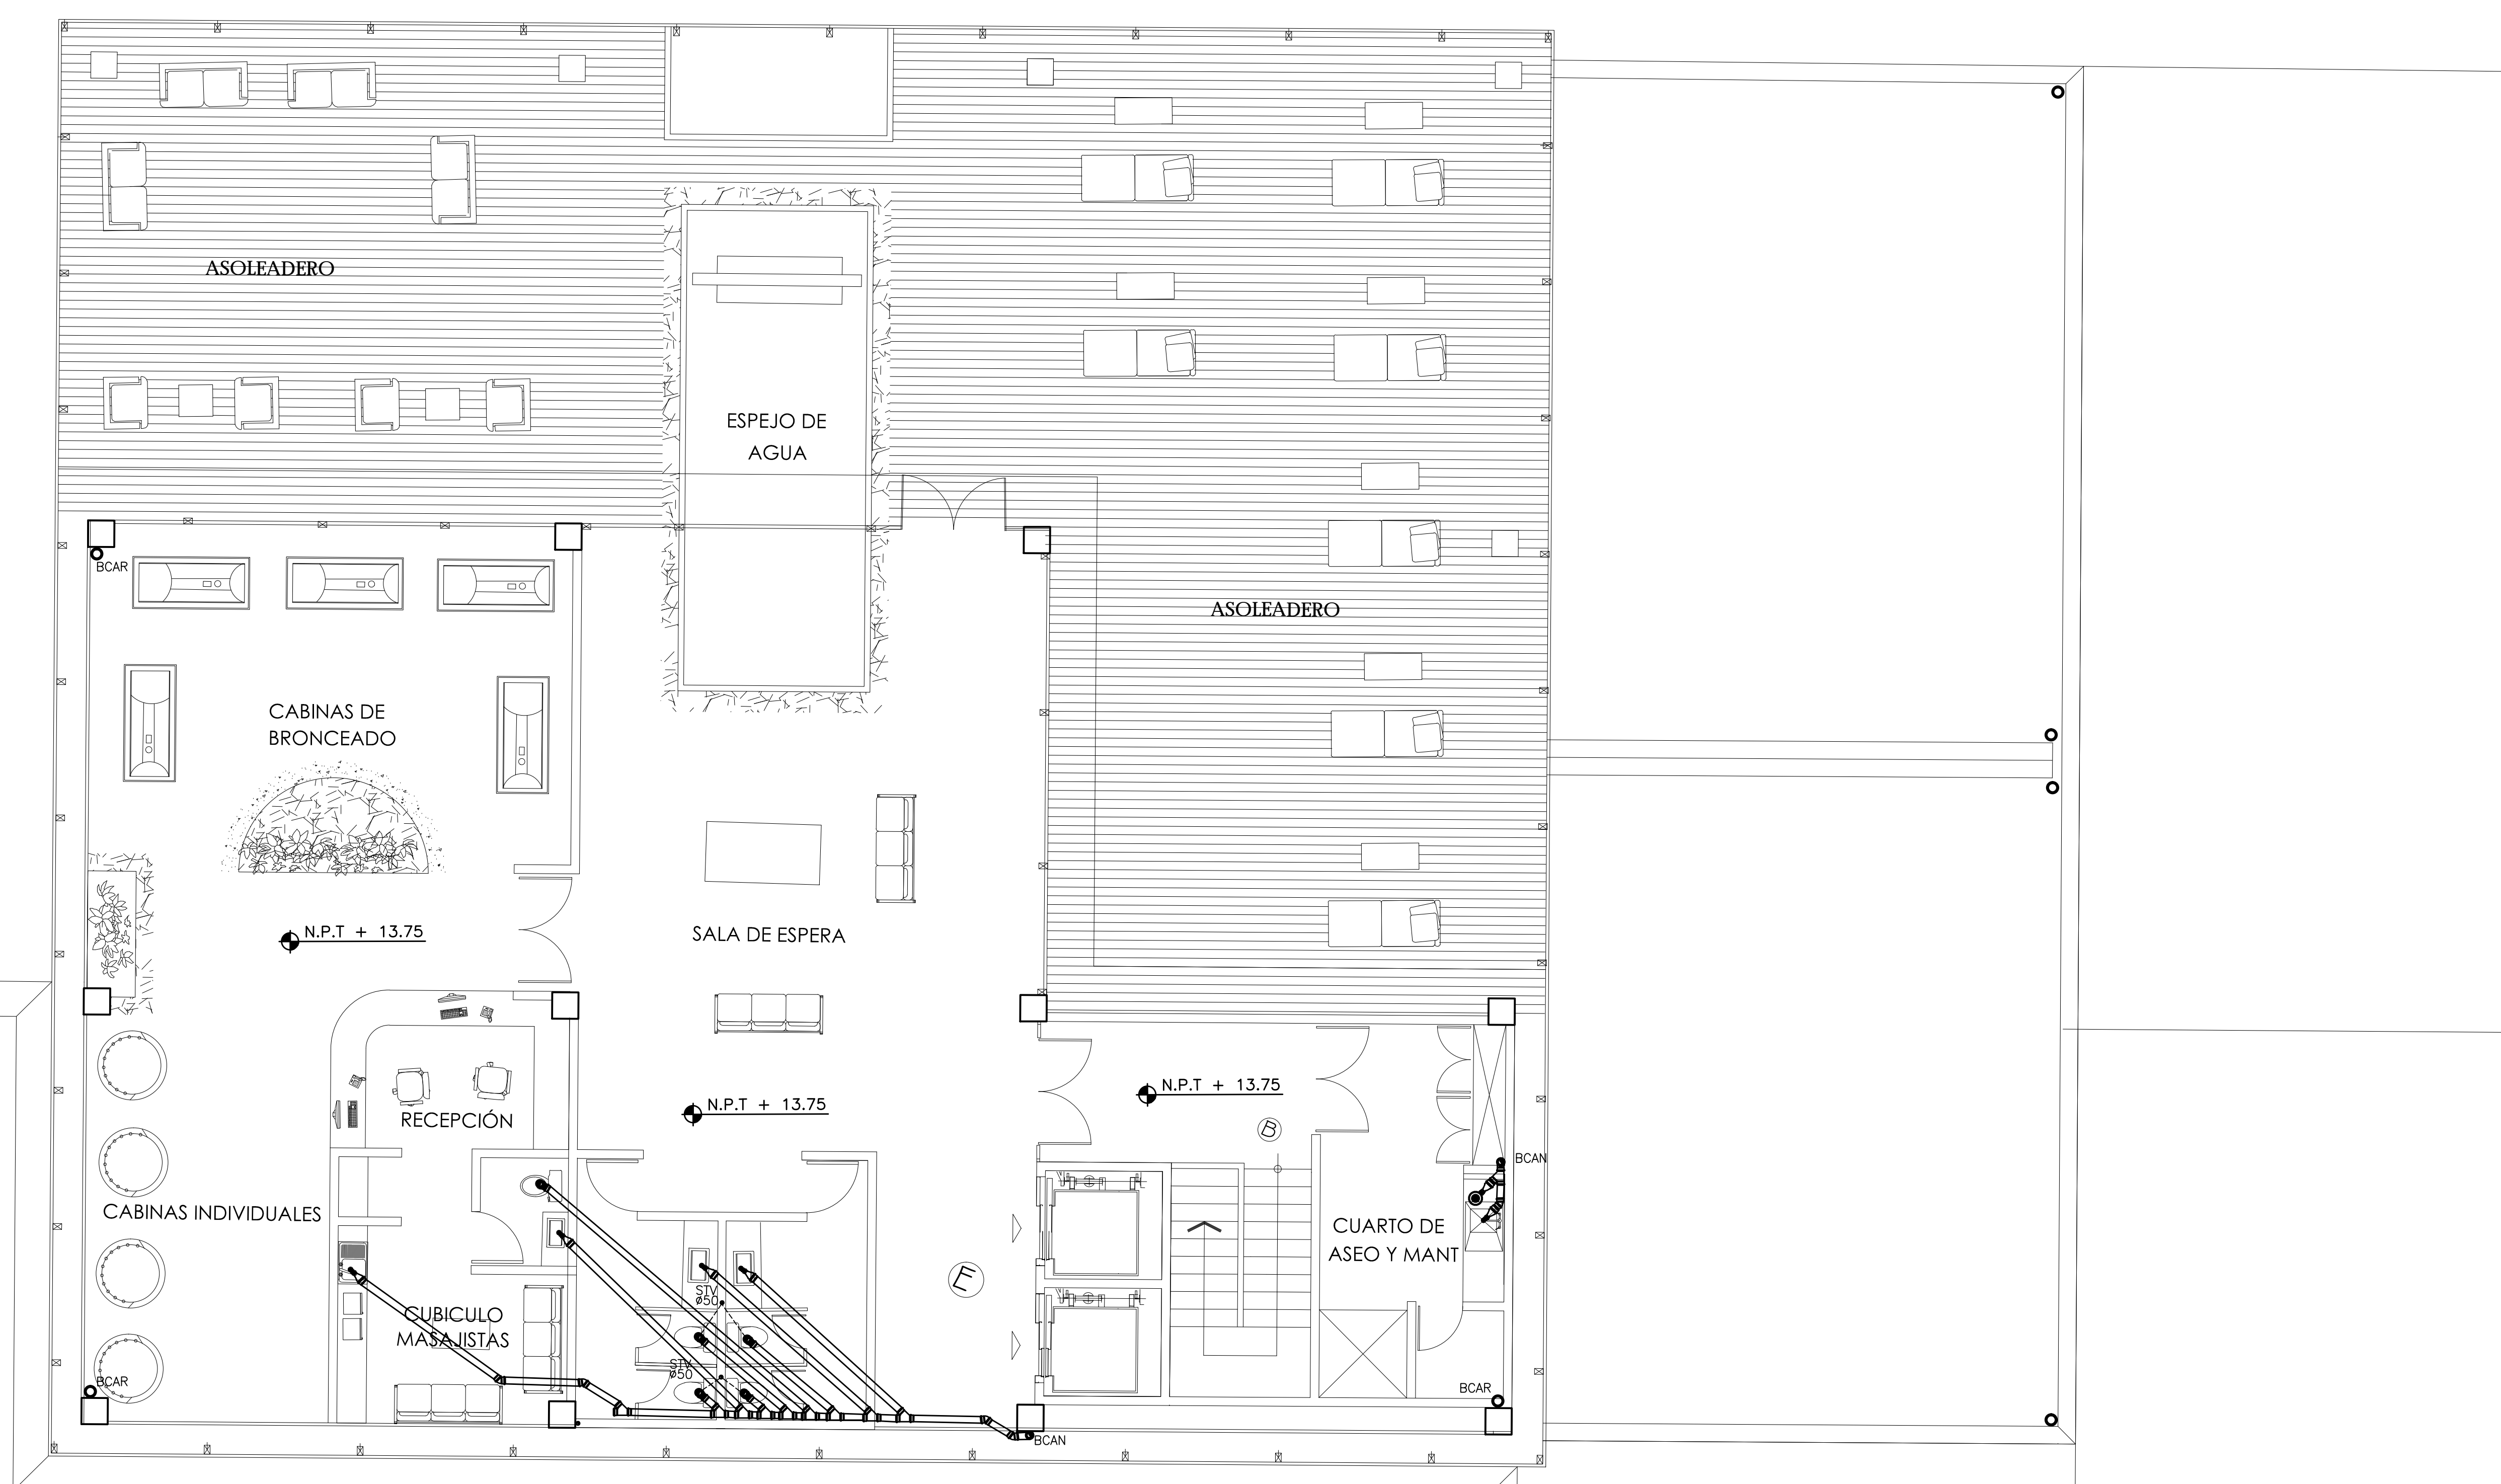 ASOLEADERO
ESPEJO DE
AGUA
BCAR
ASOLEADERO
CABINAS DE
BRONCEADO
N.P.T + 13.75
SALA DE ESPERA
N.P.T + 13.75
N.P.T + 13.75
RECEPCIÓN
B
BCAN
CABINAS INDIVIDUALES
CUARTO DE
ASEO Y MANT
E
STV
ø50
CUBICULO
MASAJISTAS
STV
ø50
BCAR
BCAR
BCAN